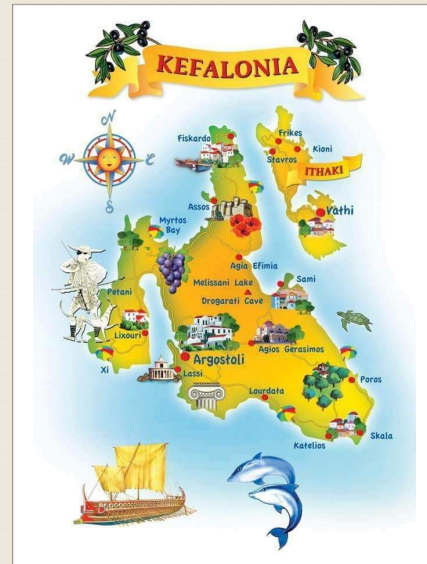 KEFALONIA
N
W
E
S
Fiskardo
Frikes
Kioni
Stavros
ITHAKI
Vathi
Assos
Myrtos
Bay
Agia Efimia
Melissani Lake
Sami
Drogarati Cave
Petani
Lixouri
Argostoli
Agios Gerasimos
Xi
Lassi
Poros
Lourdata
Skala
Katelios